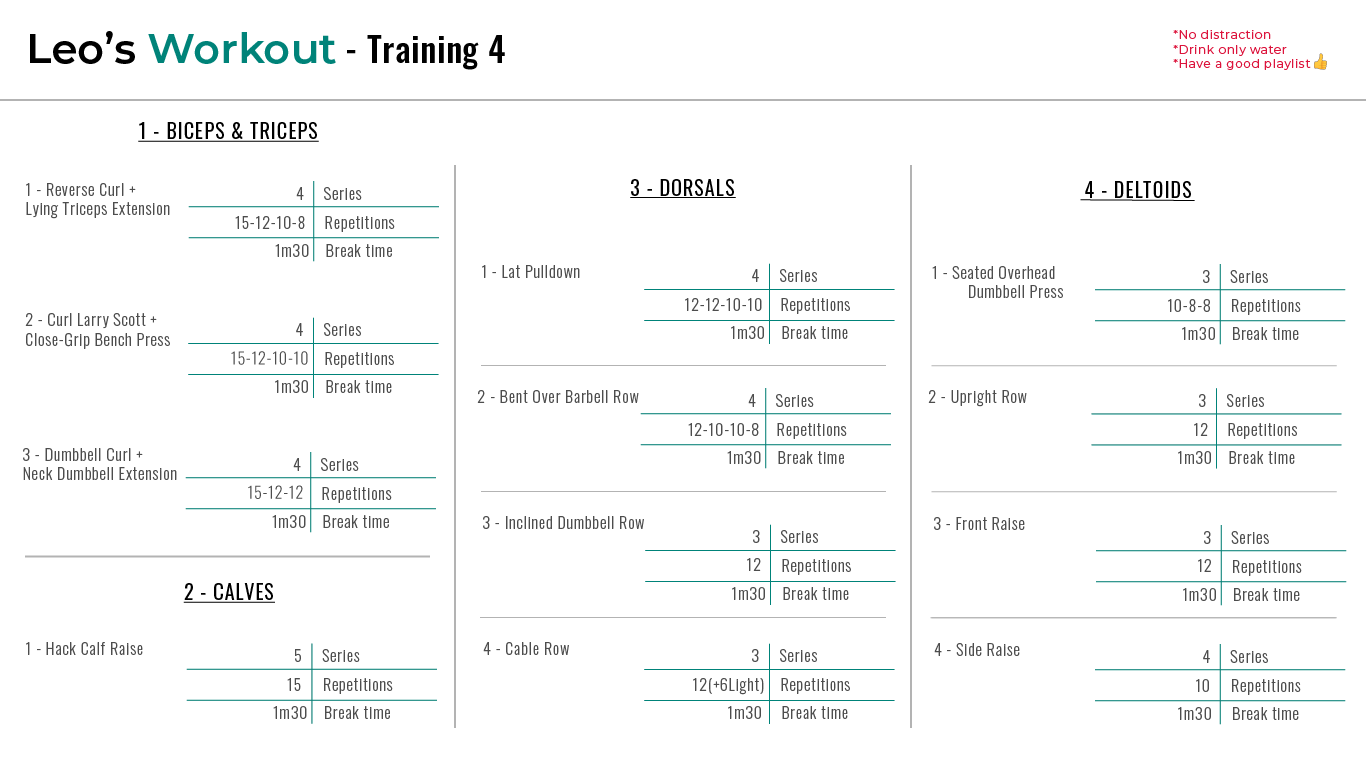 Leo’s Workout - Training 4
*No distraction
*Drink only water
*Have a good playlist👍
1 - BICEPS & TRICEPS
1 - Reverse Curl +
Lying Triceps Extension
4 Series
15-12-10-8 Repetitions
1m30 Break time
2 - Curl Larry Scott +
Close-Grip Bench Press
4 Series
15-12-10-10 Repetitions
1m30 Break time
3 - Dumbbell Curl +
Neck Dumbbell Extension
4 Series
15-12-12 Repetitions
1m30 Break time
2 - CALVES
1 - Hack Calf Raise
5 Series
15 Repetitions
1m30 Break time
3 - DORSALS
1 - Lat Pulldown
4 Series
12-12-10-10 Repetitions
1m30 Break time
2 - Bent Over Barbell Row
4 Series
12-10-10-8 Repetitions
1m30 Break time
3 - Inclined Dumbbell Row
3 Series
12 Repetitions
1m30 Break time
4 - Cable Row
3 Series
12(+6Light) Repetitions
1m30 Break time
4 - DELTOIDS
1 - Seated Overhead
Dumbbell Press
3 Series
10-8-8 Repetitions
1m30 Break time
2 - Upright Row
3 Series
12 Repetitions
1m30 Break time
3 - Front Raise
3 Series
12 Repetitions
1m30 Break time
4 - Side Raise
4 Series
10 Repetitions
1m30 Break time